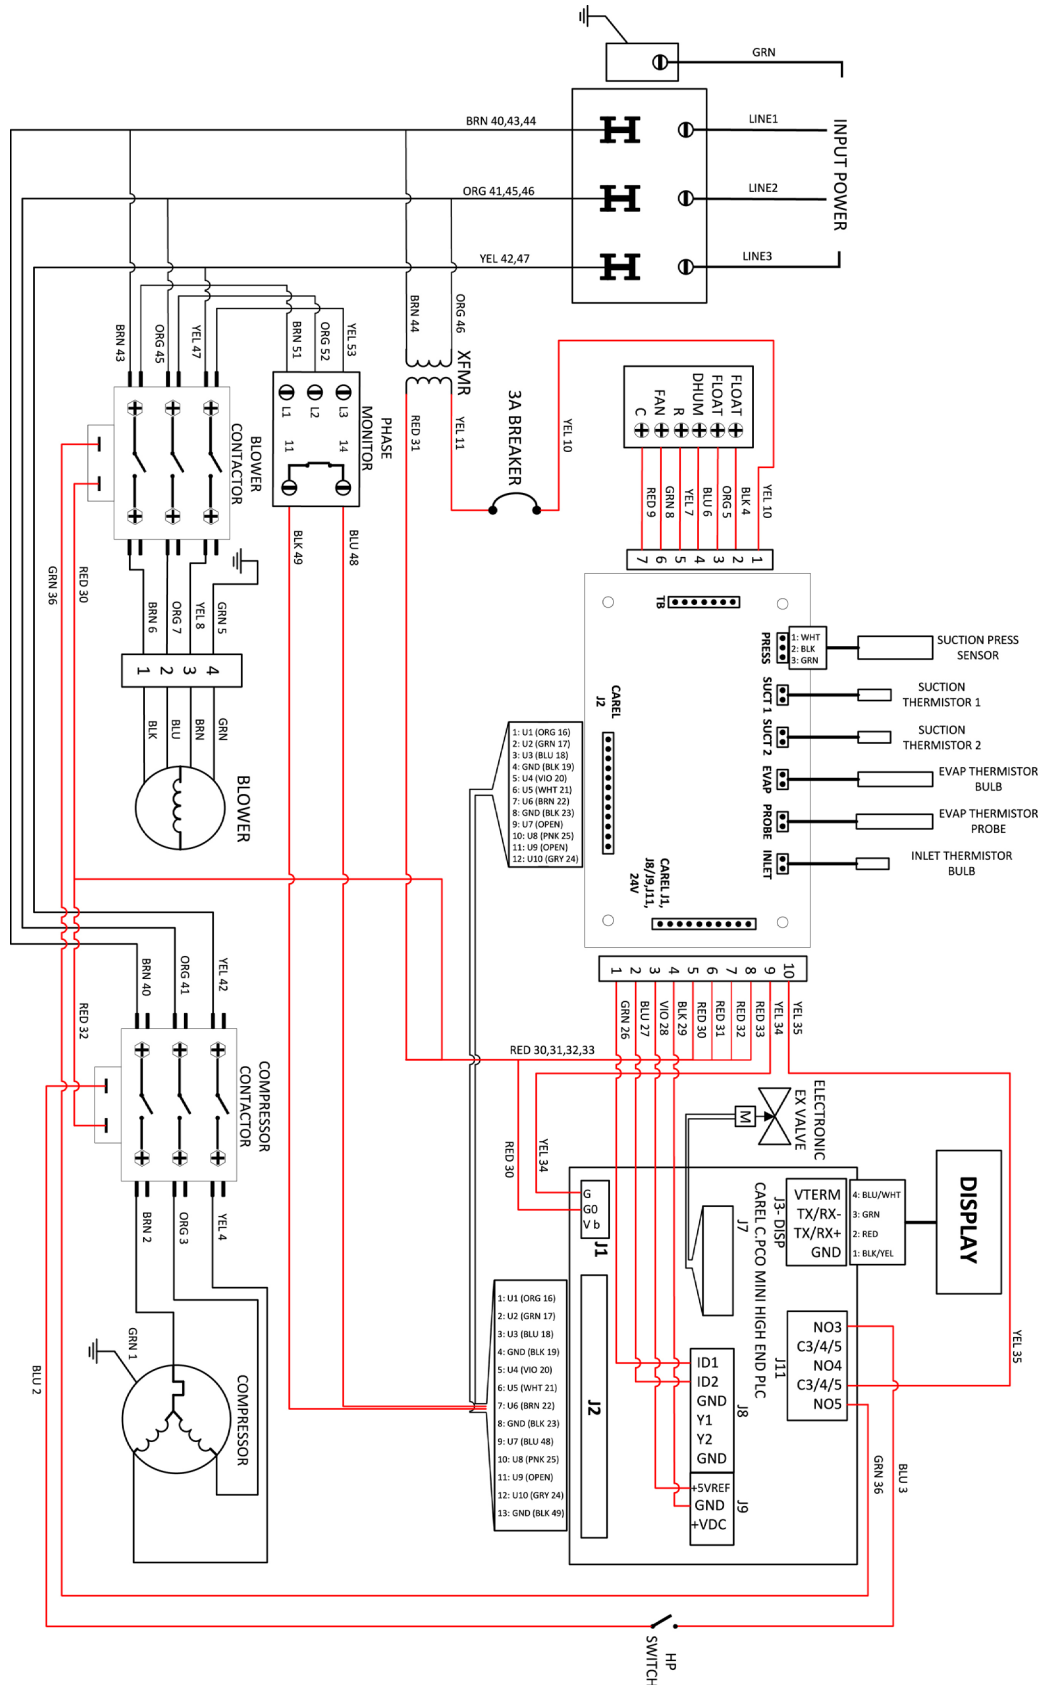 GRN
LINE1
LINE2
LINE3
INPUT POWER
BRN 40,43,44
ORG 41,45,46
YEL 42,47
BRN 43
ORG 45
YEL 47
BRN 51
ORG 52
YEL 53
BRN 44
ORG 46
XFMR
RED 31
YEL 11
3A BREAKER
YEL 10
L1
L2
L3
11
14
PHASE
MONITOR
BLK 49
BLU 48
BLOWER
CONTACTOR
GRN 36
RED 30
BRN 6
ORG 7
YEL 8
GRN 5
1
2
3
4
BLK
BLU
BRN
GRN
BLOWER
C
FAN
R
DHUM
FLOAT
FLOAT
RED 9
GRN 8
YEL 7
BLU 6
ORG 5
BLK 4
YEL 10
7
6
5
4
3
2
1
TB
PRESS
SUCT 1
SUCT 2
EVAP
PROBE
INLET
1: WHT
2: BLK
3: GRN
SUCTION PRESS
SENSOR
SUCTION
THERMISTOR 1
SUCTION
THERMISTOR 2
EVAP THERMISTOR
BULB
EVAP THERMISTOR
PROBE
INLET THERMISTOR
BULB
CAREL
J2
1: U1 (ORG 16)
2: U2 (GRN 17)
3: U3 (BLU 18)
4: GND (BLK 19)
5: U4 (VIO 20)
6: U5 (WHT 21)
7: U6 (BRN 22)
8: GND (BLK 23)
9: U7 (OPEN)
10: U8 (PNK 25)
11: U9 (OPEN)
12: U10 (GRY 24)
CAREL J1,
J8/J9,J11,
24V
1
2
3
4
5
6
7
8
9
10
GRN 26
BLU 27
VIO 28
BLK 29
RED 30
RED 31
RED 32
RED 33
YEL 34
YEL 35
RED 30,31,32,33
BRN 40
ORG 41
YEL 42
RED 32
COMPRESSOR
CONTACTOR
BRN 2
ORG 3
YEL 4
GRN 1
COMPRESSOR
BLU 2
RED 30
YEL 34
M
ELECTRONIC
EX VALVE
G
G0
V b
J1
J7
CAREL C.PCO MINI HIGH END PLC
J3- DISP
VTERM
TX/RX-
TX/RX+
GND
4: BLU/WHT
3: GRN
2: RED
1: BLK/YEL
DISPLAY
1: U1 (ORG 16)
2: U2 (GRN 17)
3: U3 (BLU 18)
4: GND (BLK 19)
5: U4 (VIO 20)
6: U5 (WHT 21)
7: U6 (BRN 22)
8: GND (BLK 23)
9: U7 (BLU 48)
10: U8 (PNK 25)
11: U9 (OPEN)
12: U10 (GRY 24)
13: GND (BLK 49)
J2
ID1
ID2
GND
Y1
Y2
GND
J8
+5VREF
GND
+VDC
J9
J11
NO3
C3/4/5
NO4
C3/4/5
NO5
YEL 35
GRN 36
BLU 3
HP
SWITCH